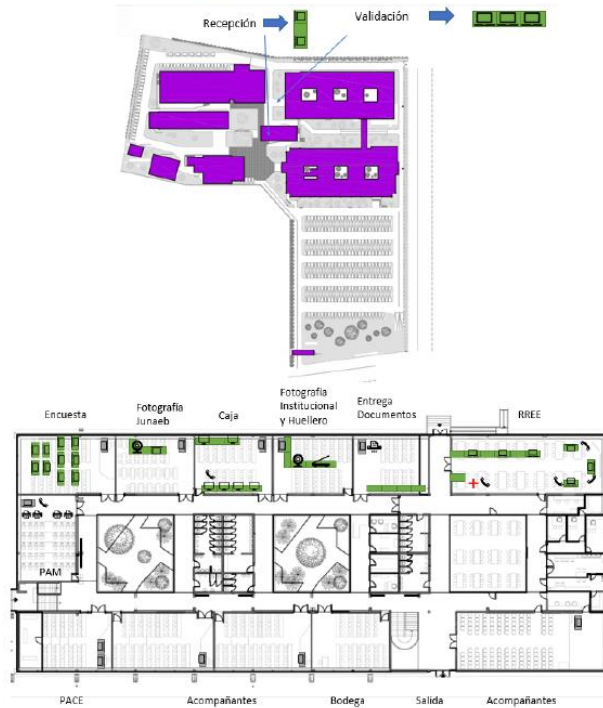 Recepción
Validación
Encuesta
Fotografía
Junaeb
Caja
Fotografía
Institucional
y Huellero
Entrega
Documentos
RREE
PAM
PACE
Acompañantes
Bodega
Salida
Acompañantes